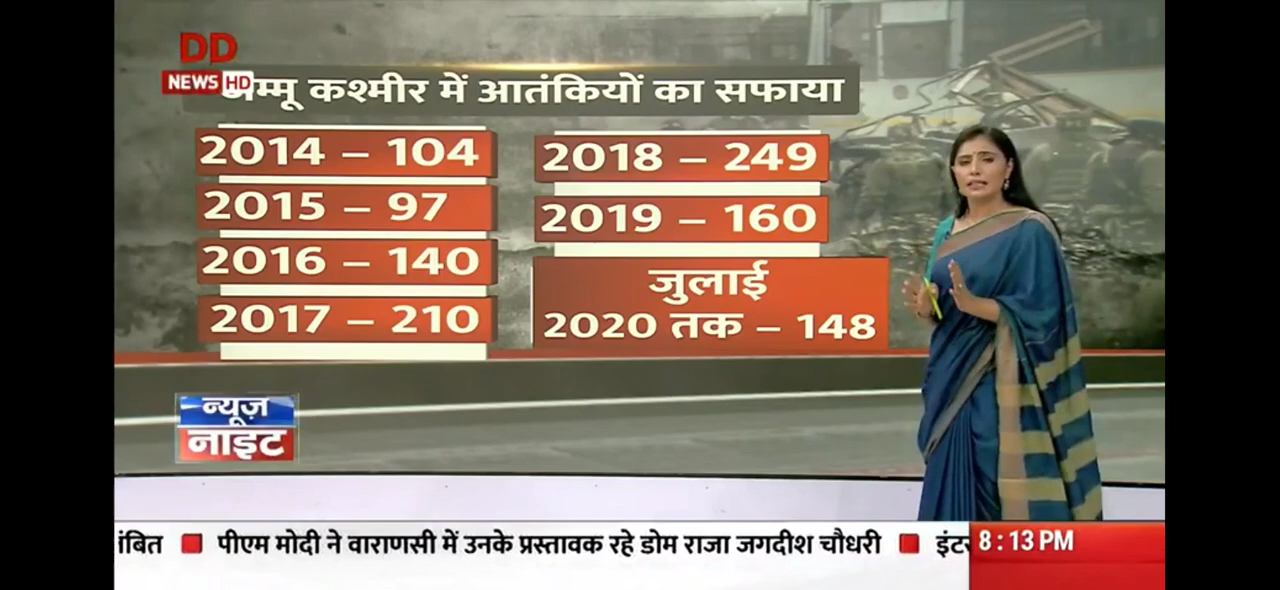 DD
NEWS HD
जम्मू कश्मीर में आतंकियों का सफाया
2014 – 104
2015 – 97
2016 – 140
2017 – 210
2018 – 249
2019 – 160
जुलाई
2020 तक – 148
न्यूज़
नाइट
पीएम मोदी ने वाराणसी में उनके प्रस्तावक रहे डोम राजा जगदीश चौधरी
8:13 PM